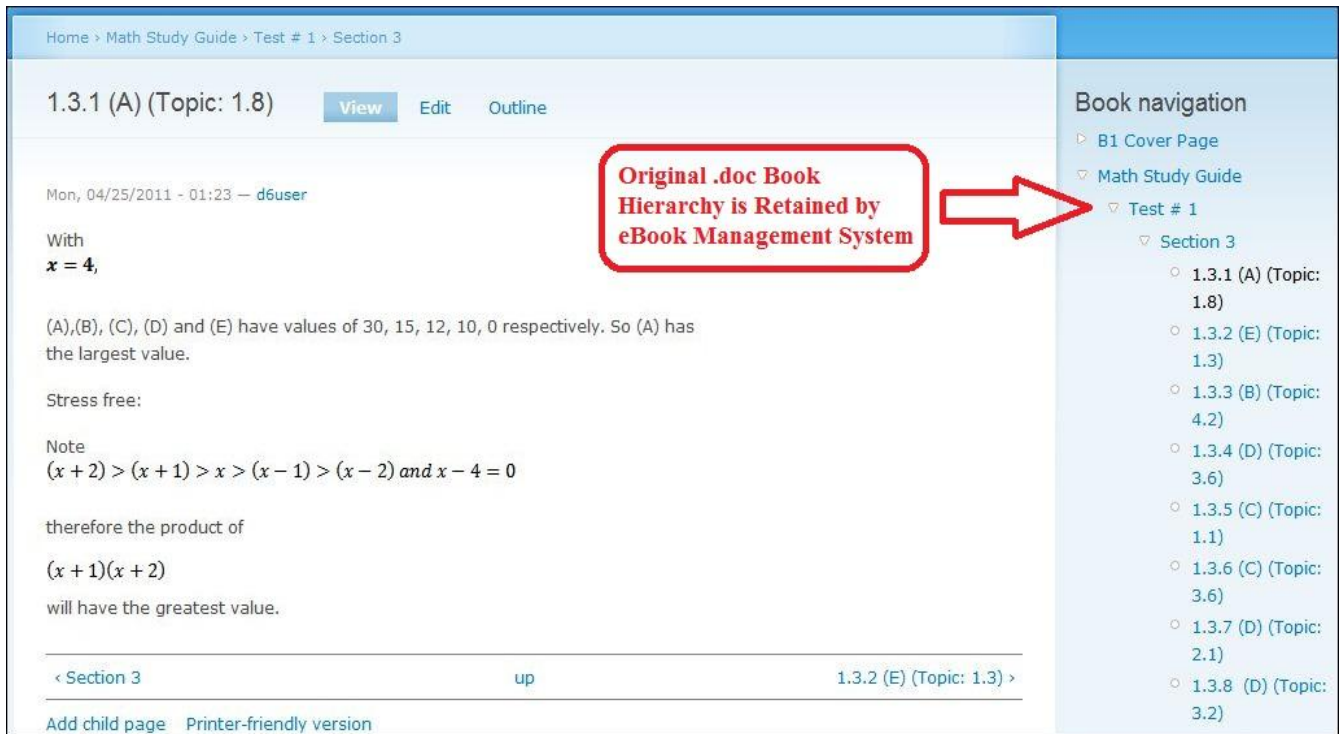 Home › Math Study Guide › Test # 1 › Section 3
1.3.1 (A) (Topic: 1.8)
View Edit Outline
Mon, 04/25/2011 - 01:23 — d6user
With
x = 4,
(A),(B), (C), (D) and (E) have values of 30, 15, 12, 10, 0 respectively. So (A) has
the largest value.
Stress free:
Note
(x + 2) > (x + 1) > x > (x − 1) > (x − 2) and x − 4 = 0
therefore the product of
(x + 1)(x + 2)
will have the greatest value.
‹ Section 3 up 1.3.2 (E) (Topic: 1.3) ›
Add child page Printer-friendly version
Original .doc Book
Hierarchy is Retained by
eBook Management System
Book navigation
B1 Cover Page
Math Study Guide
Test # 1
Section 3
1.3.1 (A) (Topic:
1.8)
1.3.2 (E) (Topic:
1.3)
1.3.3 (B) (Topic:
4.2)
1.3.4 (D) (Topic:
3.6)
1.3.5 (C) (Topic:
1.1)
1.3.6 (C) (Topic:
3.6)
1.3.7 (D) (Topic:
2.1)
1.3.8 (D) (Topic:
3.2)